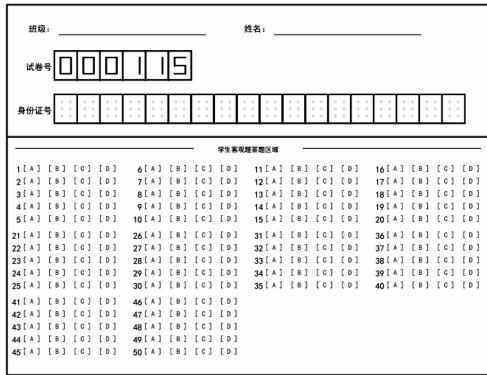 班级: 姓名:
试卷号 000115
身份证号
学生客观题答题区域
1 [A] [B] [C] [D] 6 [A] [B] [C] [D] 11 [A] [B] [C] [D] 16 [A] [B] [C] [D]
2 [A] [B] [C] [D] 7 [A] [B] [C] [D] 12 [A] [B] [C] [D] 17 [A] [B] [C] [D]
3 [A] [B] [C] [D] 8 [A] [B] [C] [D] 13 [A] [B] [C] [D] 18 [A] [B] [C] [D]
4 [A] [B] [C] [D] 9 [A] [B] [C] [D] 14 [A] [B] [C] [D] 19 [A] [B] [C] [D]
5 [A] [B] [C] [D] 10 [A] [B] [C] [D] 15 [A] [B] [C] [D] 20 [A] [B] [C] [D]
21 [A] [B] [C] [D] 26 [A] [B] [C] [D] 31 [A] [B] [C] [D] 36 [A] [B] [C] [D]
22 [A] [B] [C] [D] 27 [A] [B] [C] [D] 32 [A] [B] [C] [D] 37 [A] [B] [C] [D]
23 [A] [B] [C] [D] 28 [A] [B] [C] [D] 33 [A] [B] [C] [D] 38 [A] [B] [C] [D]
24 [A] [B] [C] [D] 29 [A] [B] [C] [D] 34 [A] [B] [C] [D] 39 [A] [B] [C] [D]
25 [A] [B] [C] [D] 30 [A] [B] [C] [D] 35 [A] [B] [C] [D] 40 [A] [B] [C] [D]
41 [A] [B] [C] [D] 46 [A] [B] [C] [D]
42 [A] [B] [C] [D] 47 [A] [B] [C] [D]
43 [A] [B] [C] [D] 48 [A] [B] [C] [D]
44 [A] [B] [C] [D] 49 [A] [B] [C] [D]
45 [A] [B] [C] [D] 50 [A] [B] [C] [D]